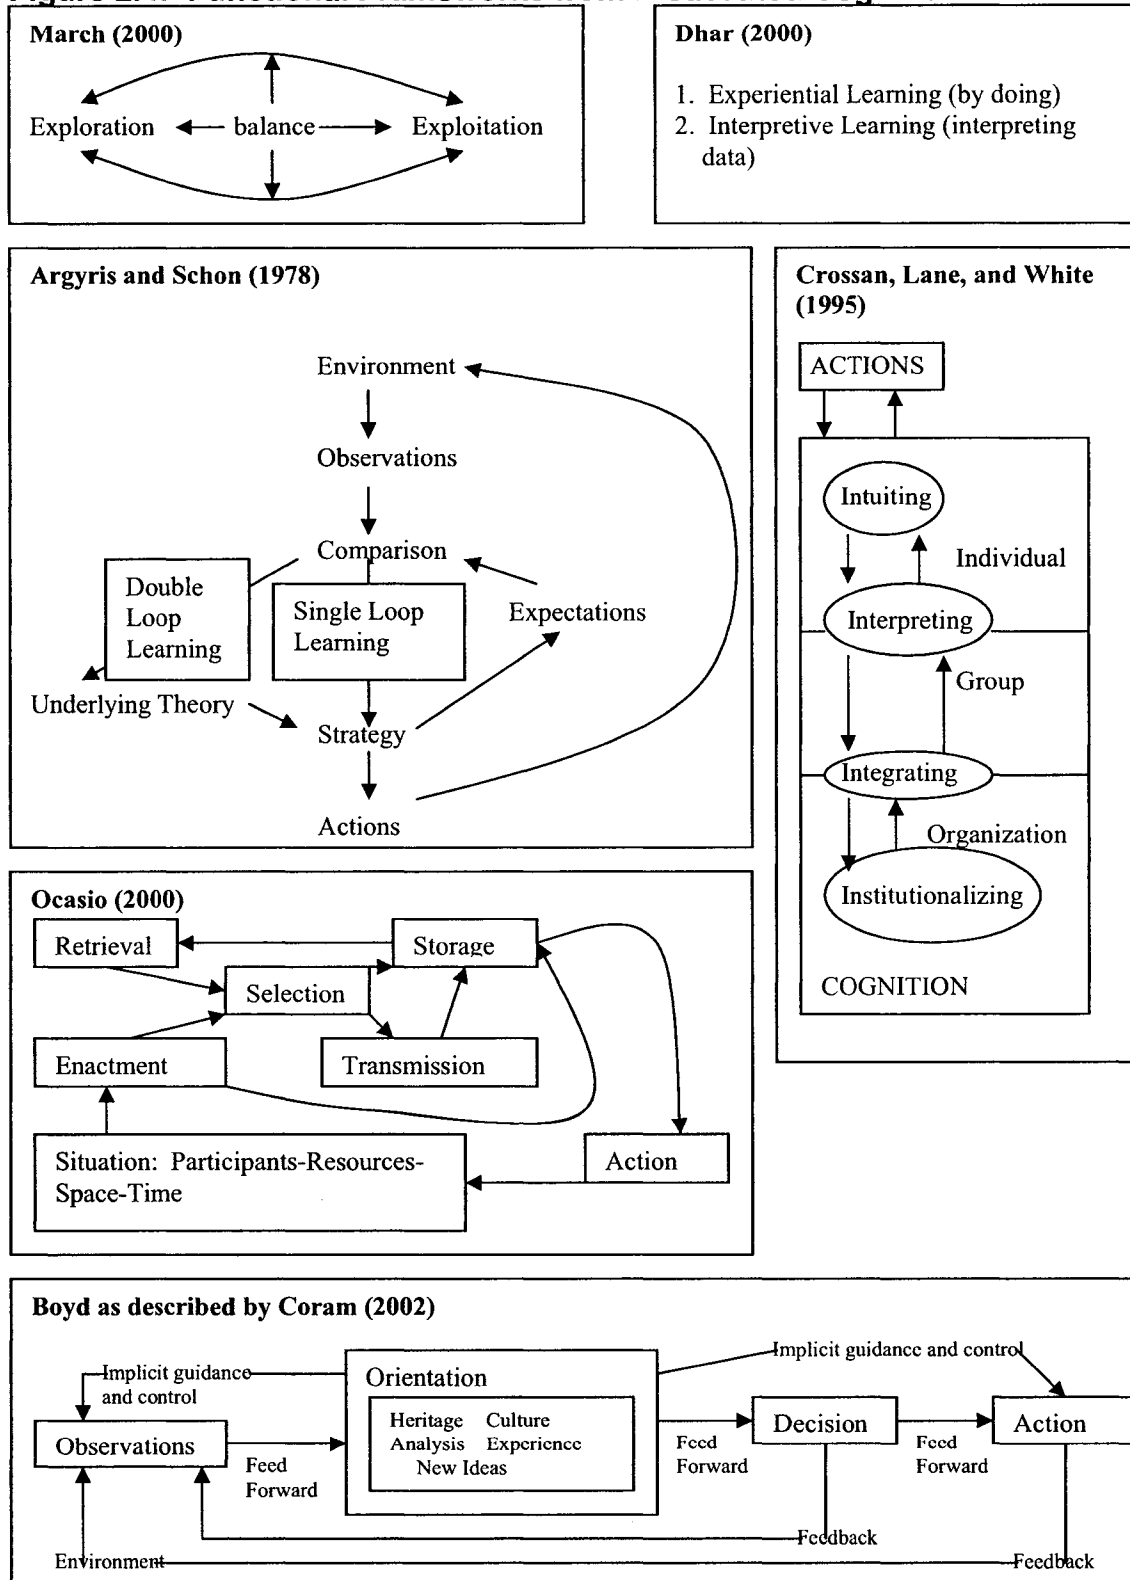 March (2000)
Exploration balance Exploitation
Dhar (2000)
1. Experiential Learning (by doing)
2. Interpretive Learning (interpreting
data)
Argyris and Schon (1978)
Environment
Observations
Comparison
Double
Loop
Learning
Single Loop
Learning
Expectations
Underlying Theory
Strategy
Actions
Crossan, Lane, and White
(1995)
ACTIONS
Intuiting
Individual
Interpreting
Group
Integrating
Organization
Institutionalizing
COGNITION
Ocasio (2000)
Retrieval
Storage
Selection
Enactment
Transmission
Situation: Participants-Resources-
Space-Time
Action
Boyd as described by Coram (2002)
Implicit guidance
and control
Orientation
Heritage Culture
Analysis Experience
New Ideas
Implicit guidance and control
Observations
Feed
Forward
Feed
Forward
Decision
Feed
Forward
Action
Feedback
Environment
Feedback